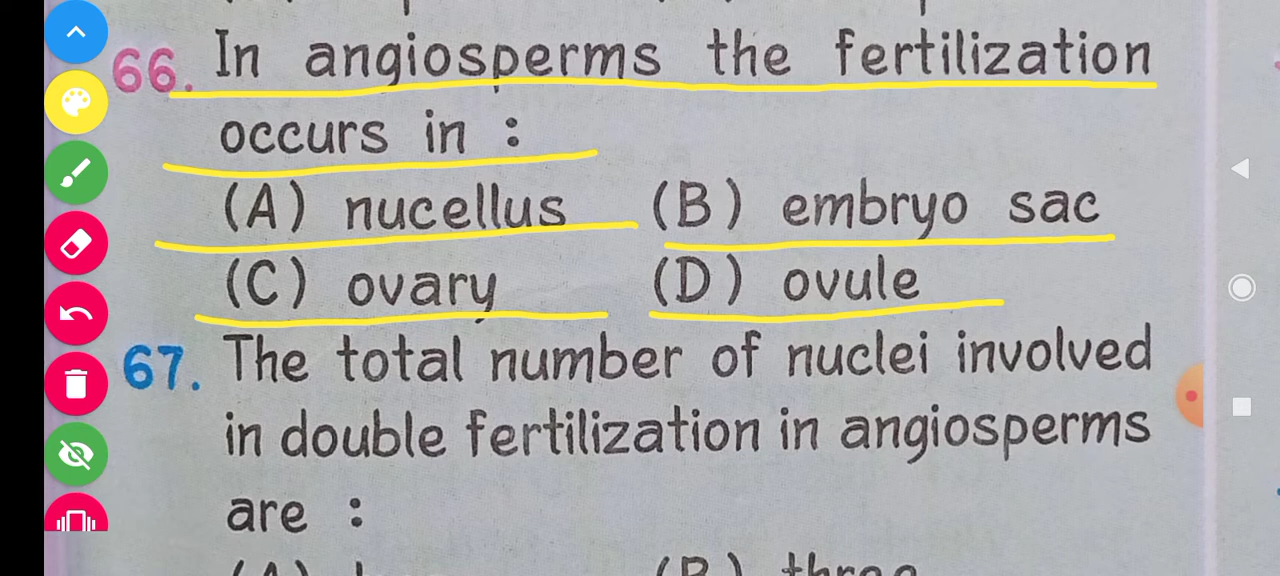 66. In angiosperms the fertilization
occurs in :
(A) nucellus (B) embryo sac
(C) ovary (D) ovule
67. The total number of nuclei involved
in double fertilization in angiosperms
are :
(B) three